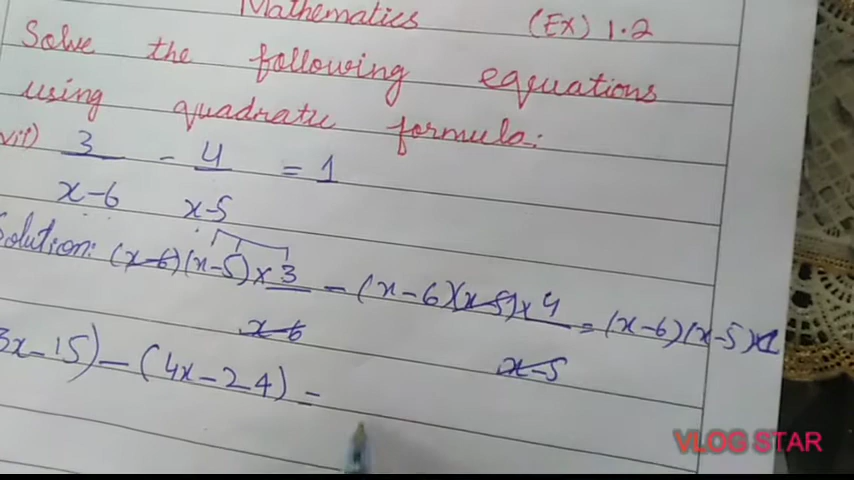 Mathematics (Ex) 1.2
Solve the following equations
using quadratic formula:
vii) 3/x-6 - 4/x-5 = 1
Solution: (x-6)(x-5)×3/x-6 - (x-6)(x-5)×4/x-5 = (x-6)(x-5)×1
3x-15) - (4x-24) =
VLOG STAR